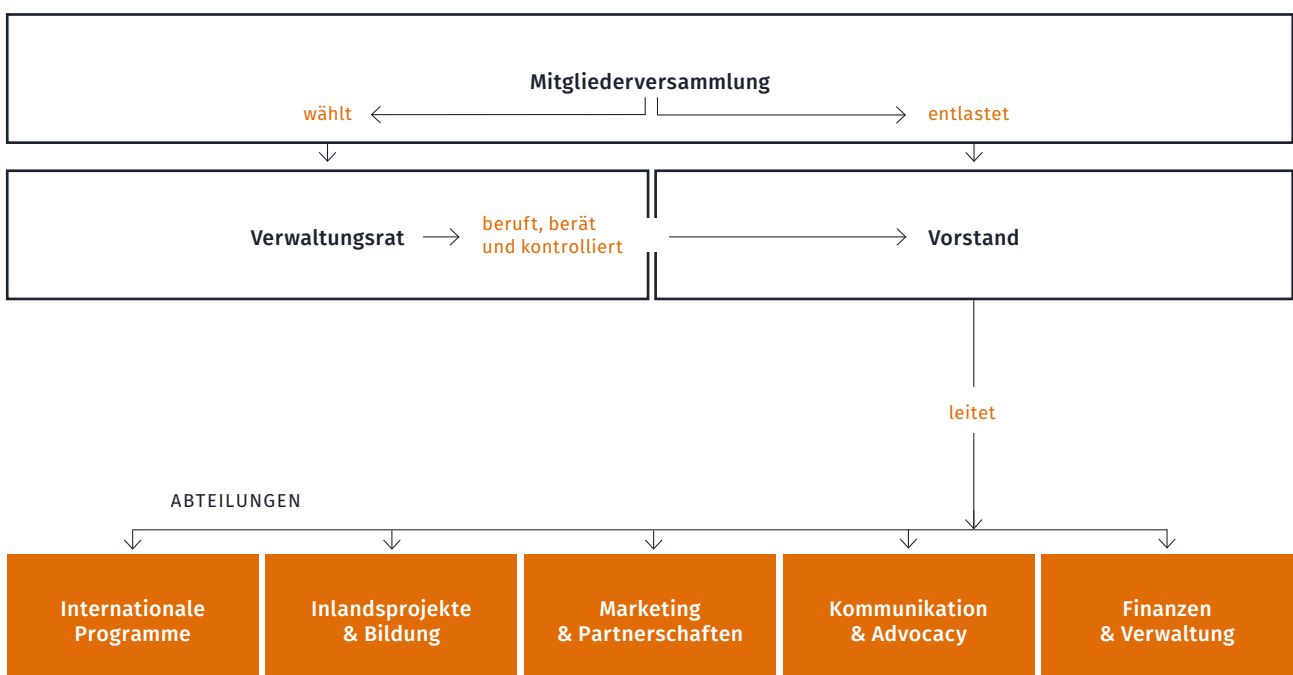 Mitgliederversammlung
wählt
entlastet
Verwaltungsrat
beruft, berät
und kontrolliert
Vorstand
leitet
ABTEILUNGEN
Internationale
Programme
Inlandsprojekte
& Bildung
Marketing
& Partnerschaften
Kommunikation
& Advocacy
Finanzen
& Verwaltung